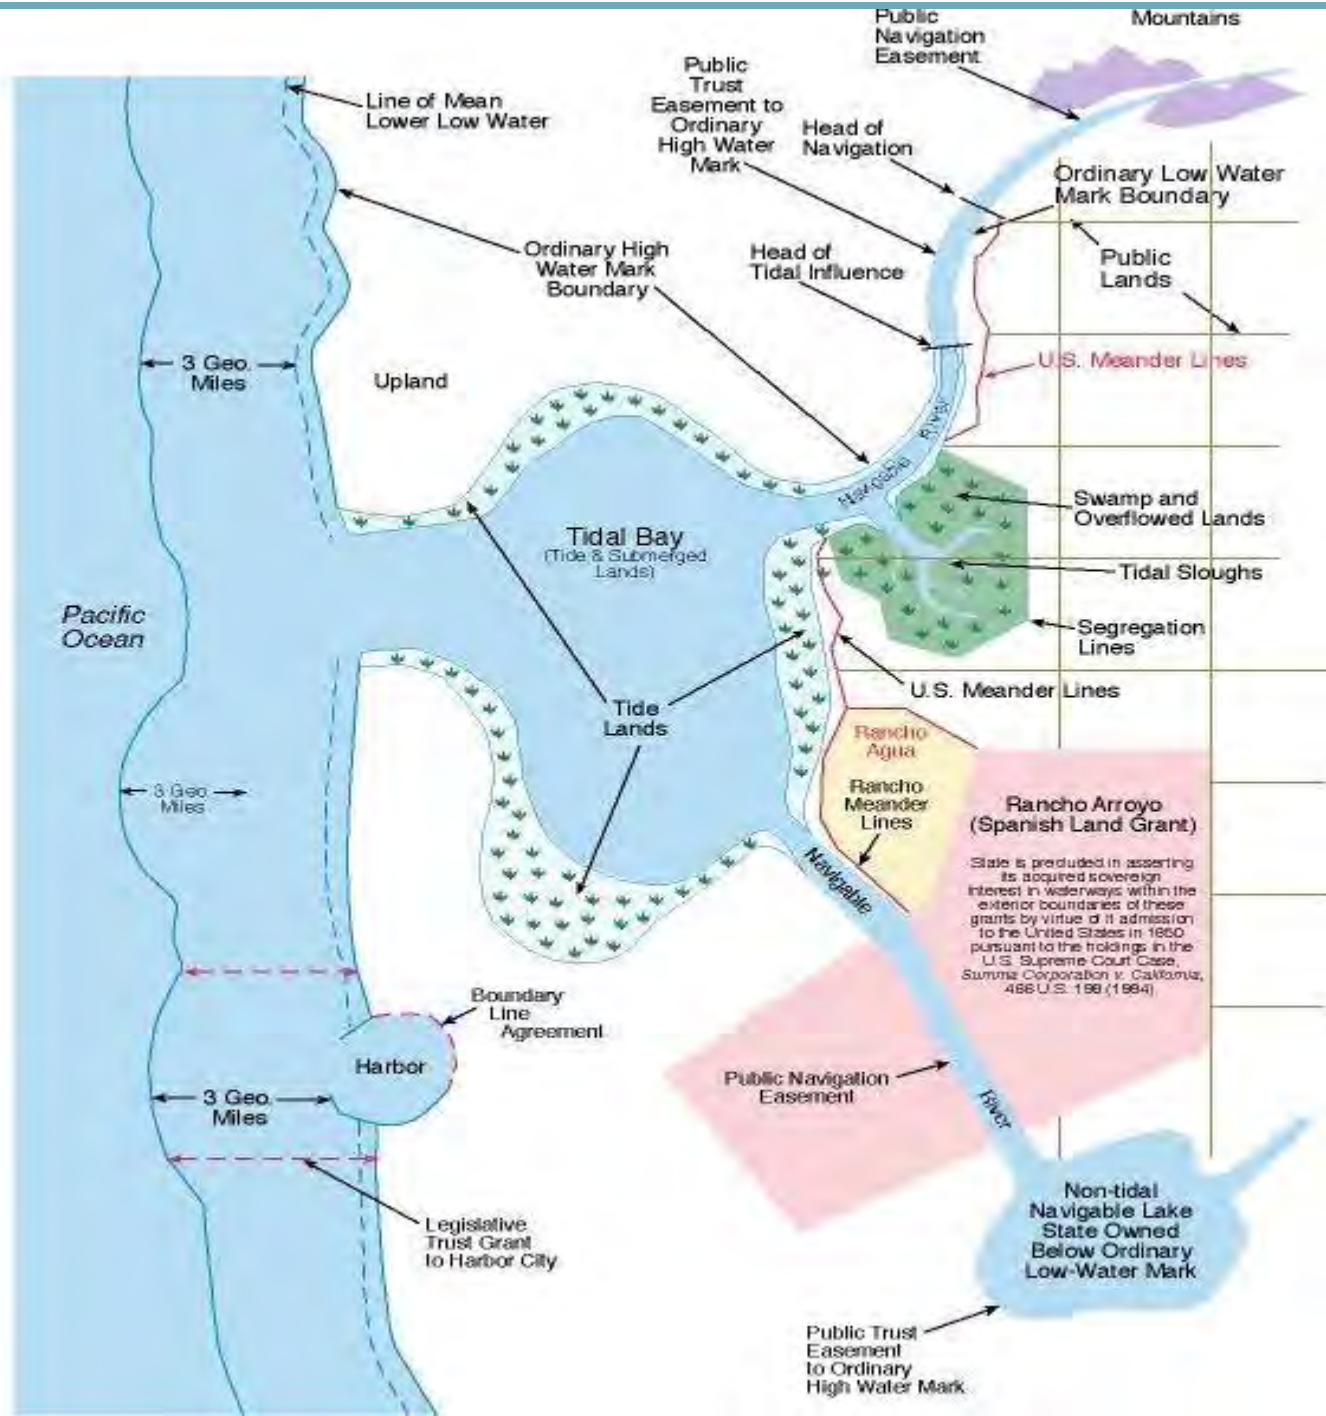 Public
Navigation
Easement
Mountains
Public
Trust
Easement to
Ordinary
High Water
Mark
Line of Mean
Lower Low Water
Head of
Navigation
Ordinary Low Water
Mark Boundary
Ordinary High
Water Mark
Boundary
Head of
Tidal Influence
Public
Lands
3 Geo.
Miles
Upland
U.S. Meander Lines
Navigable River
Swamp and
Overflowed Lands
Tidal Bay
(Tide & Submerged
Lands)
Tidal Sloughs
Pacific
Ocean
Segregation
Lines
U.S. Meander Lines
Tide
Lands
Rancho
Agua
3 Geo
Miles
Rancho
Meander
Lines
Rancho Arroyo
(Spanish Land Grant)
State is precluded in asserting
its acquired sovereign
interest in waterways within the
exterior boundaries of these
grants by virtue of it admission
to the United States in 1850
pursuant to the holdings in the
U.S. Supreme Court Case,
Summa Corporation v. California,
466 U.S. 198 (1984)
Navigable
River
Boundary
Line
Agreement
Harbor
Public Navigation
Easement
3 Geo.
Miles
Non-tidal
Navigable Lake
State Owned
Below Ordinary
Low-Water Mark
Legislative
Trust Grant
to Harbor City
Public Trust
Easement
to Ordinary
High Water Mark